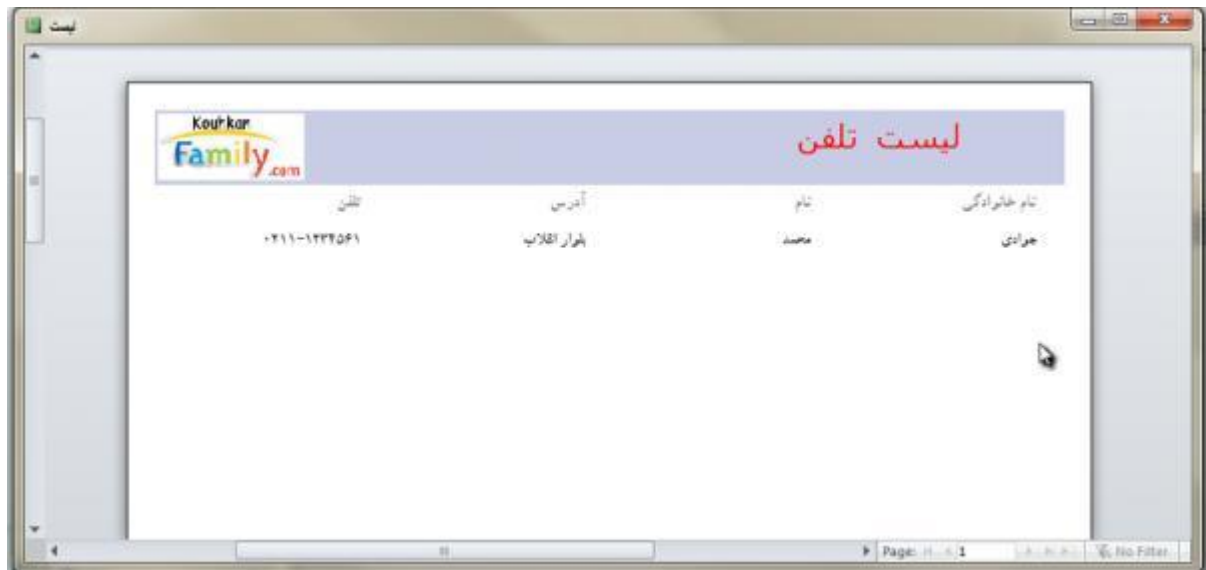 لیست
Kourkar
Family.com
لیست تلفن
نام خانوادگی نام آدرس تلفن
جوادی محمد بلوار انقلاب ۰۲۱۱-۱۲۳۴۵۶۱
Page: 1 No Filter